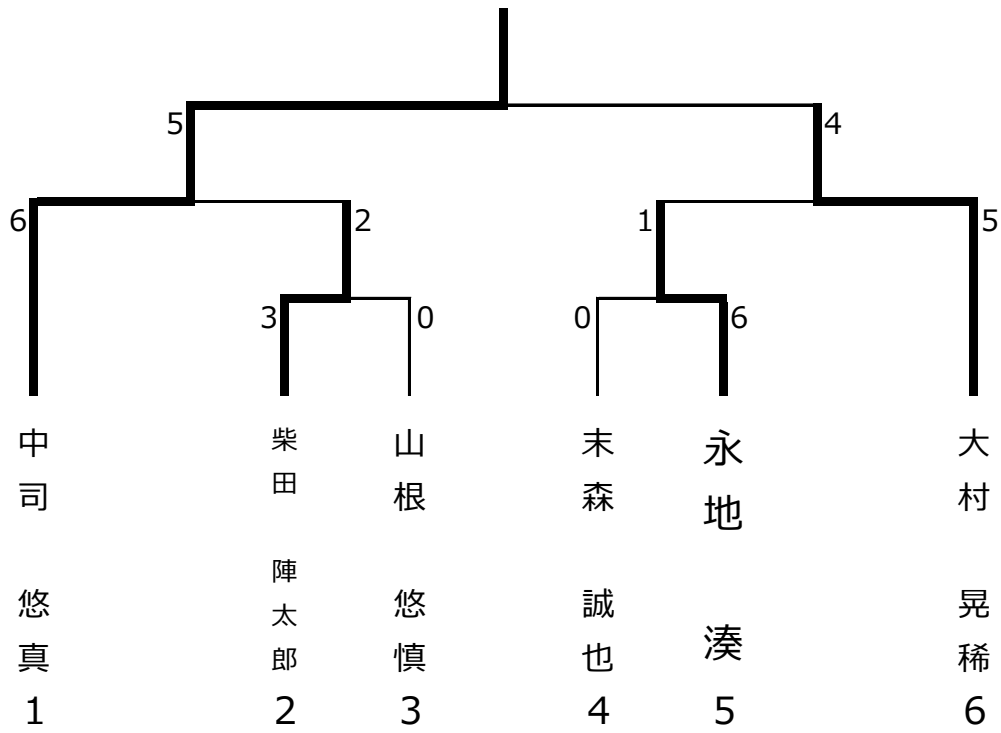 5 4
6 2 1 5
3 0 0 6
中司 悠真
柴田 陣太郎
山根 悠慎
末森 誠也
永地 湊
大村 晃稀
1 2 3 4 5 6